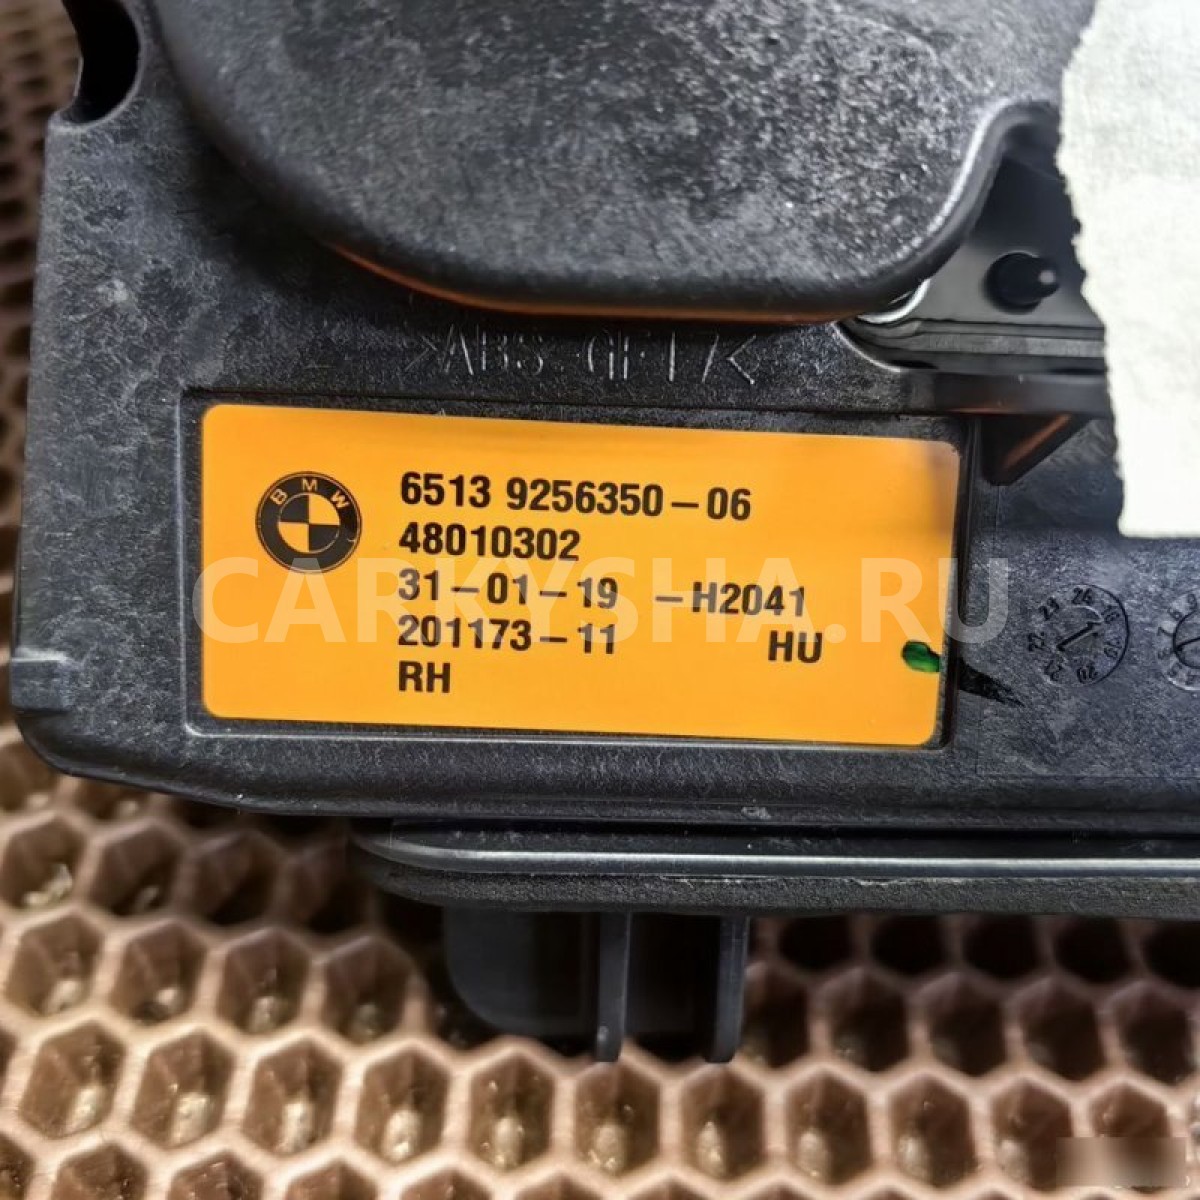 >ABS GF17<
BMW
6513 9256350-06
48010302
31-01-19 -H2041
201173-11 HU
RH
CARKYSHA.RU